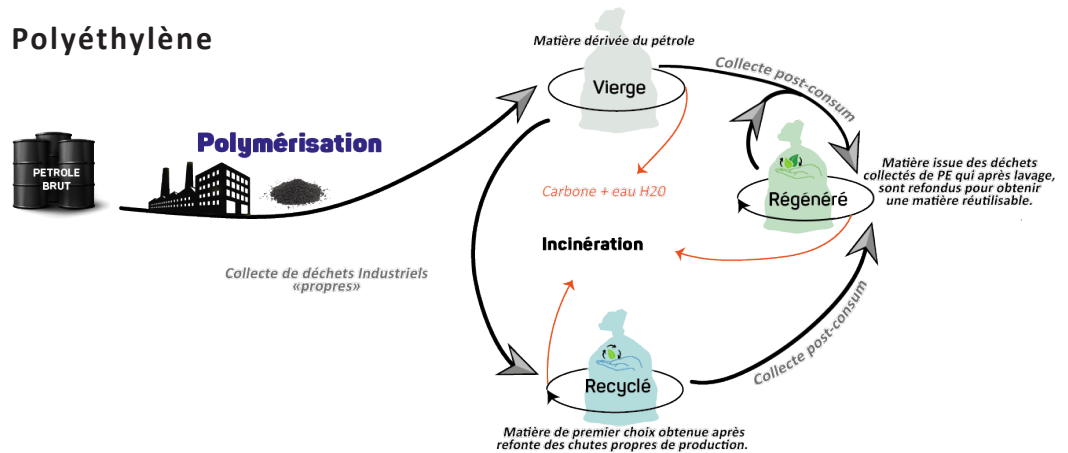 Polyéthylène
Matière dérivée du pétrole
Vierge
Collecte post-consum
Polymérisation
PETROLE
BRUT
Carbone + eau H20
Régénéré
Matière issue des déchets
collectés de PE qui après lavage,
sont refondus pour obtenir
une matière réutilisable.
Incinération
Collecte de déchets Industriels
«propres»
Collecte post-consum
Recyclé
Matière de premier choix obtenue après
refonte des chutes propres de production.